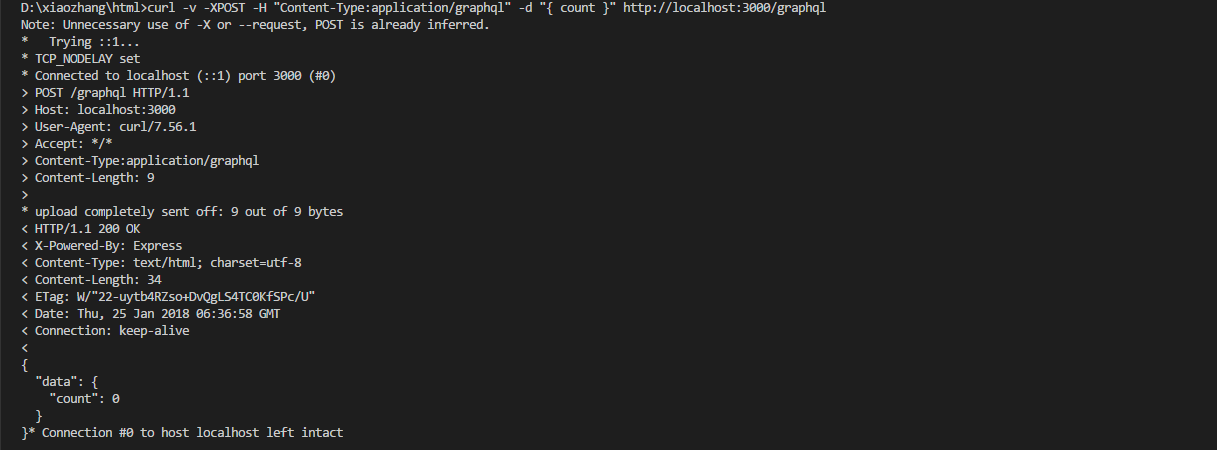 D:\xiaozhang\html>curl -v -XPOST -H "Content-Type:application/graphql" -d "{ count }" http://localhost:3000/graphql
Note: Unnecessary use of -X or --request, POST is already inferred.
*   Trying ::1...
* TCP_NODELAY set
* Connected to localhost (::1) port 3000 (#0)
> POST /graphql HTTP/1.1
> Host: localhost:3000
> User-Agent: curl/7.56.1
> Accept: */*
> Content-Type:application/graphql
> Content-Length: 9
>
* upload completely sent off: 9 out of 9 bytes
< HTTP/1.1 200 OK
< X-Powered-By: Express
< Content-Type: text/html; charset=utf-8
< Content-Length: 34
< ETag: W/"22-uytb4RZso+DvQgLS4TC0KfSPc/U"
< Date: Thu, 25 Jan 2018 06:36:58 GMT
< Connection: keep-alive
<
{
  "data": {
    "count": 0
  }
}* Connection #0 to host localhost left intact